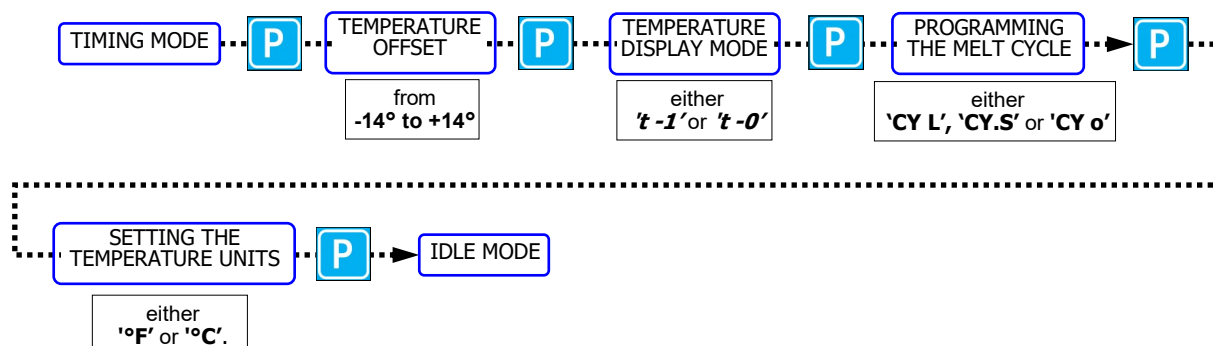 TIMING MODE
P
TEMPERATURE
OFFSET
from
-14° to +14°
P
TEMPERATURE
DISPLAY MODE
either
't -1' or 't -0'
P
PROGRAMMING
THE MELT CYCLE
either
‘CY L’, ‘CY.S’ or 'CY o’
P
SETTING THE
TEMPERATURE UNITS
either
'°F’ or '°C’.
P
IDLE MODE